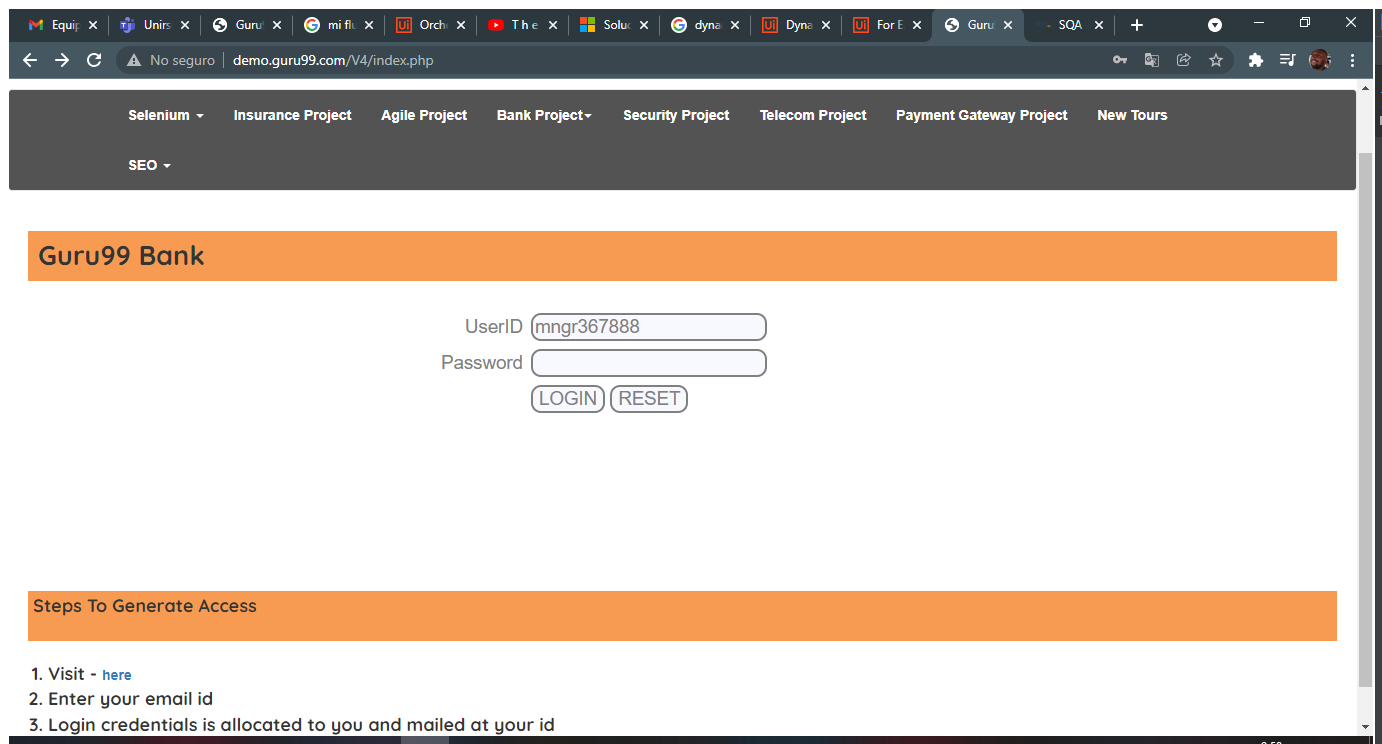 Equip Unirs Guru mi flu Orch T h e Soluc dyna Dyna For E Guru SQA
No seguro demo.guru99.com/V4/index.php
Selenium Insurance Project Agile Project Bank Project Security Project Telecom Project Payment Gateway Project New Tours
SEO
Guru99 Bank
UserID mngr367888
Password
LOGIN RESET
Steps To Generate Access
1. Visit - here
2. Enter your email id
3. Login credentials is allocated to you and mailed at your id